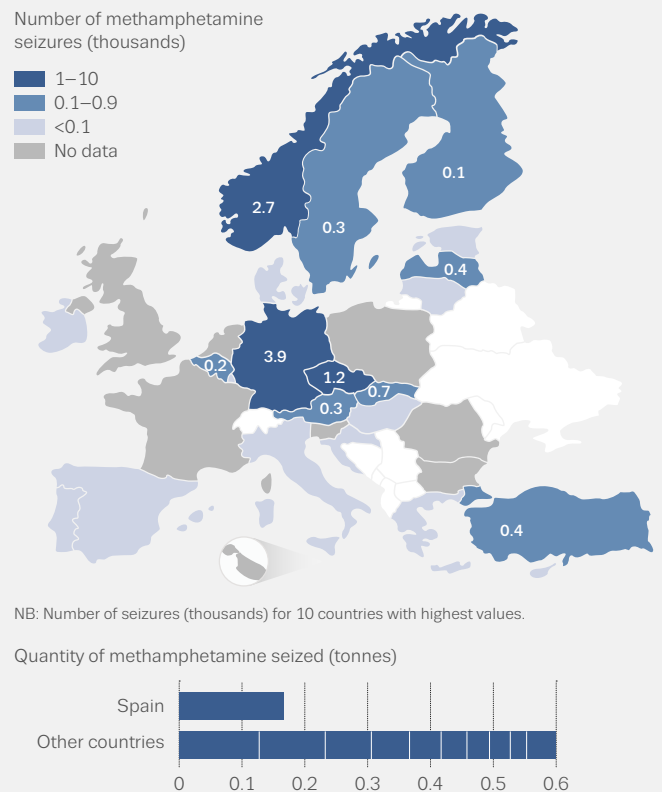 Number of methamphetamine
seizures (thousands)
1–10
0.1–0.9
<0.1
No data
0.1
2.7
0.3
0.4
3.9
0.2
1.2
0.7
0.3
0.4
NB: Number of seizures (thousands) for 10 countries with highest values.
Quantity of methamphetamine seized (tonnes)
Spain
Other countries
0 0.1 0.2 0.3 0.4 0.5 0.6